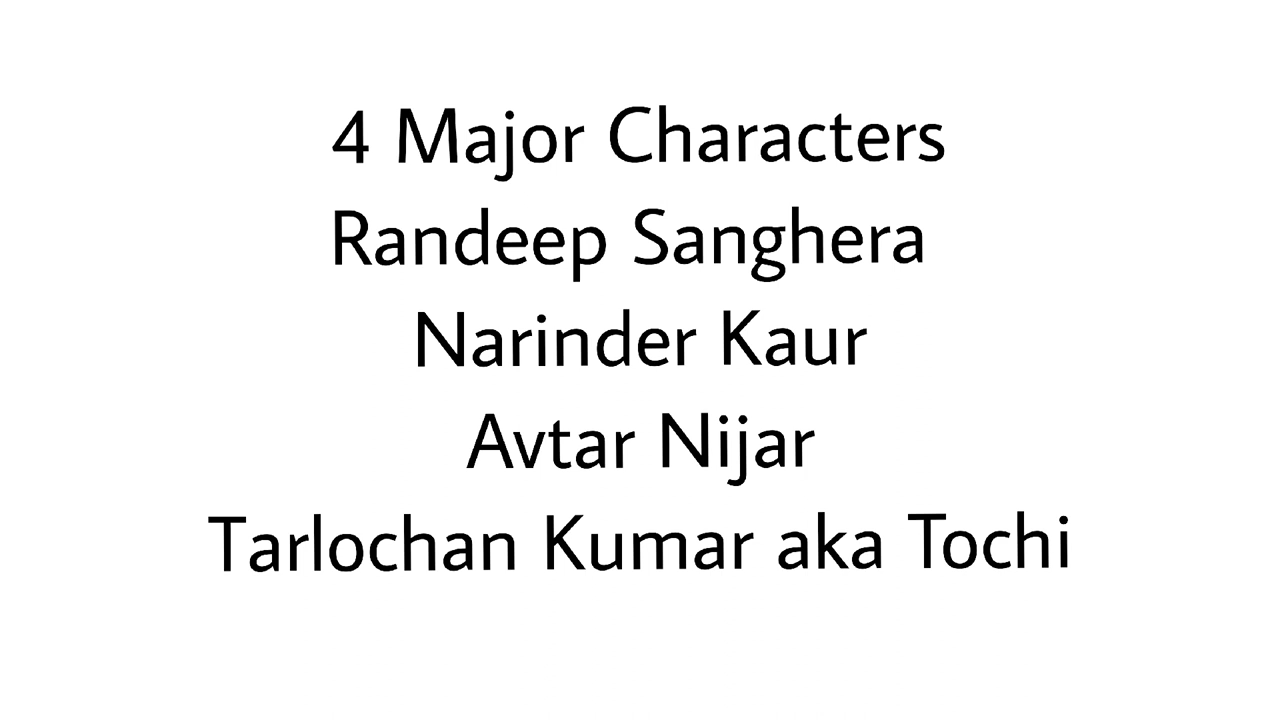 4 Major Characters
Randeep Sanghera
Narinder Kaur
Avtar Nijar
Tarlochan Kumar aka Tochi